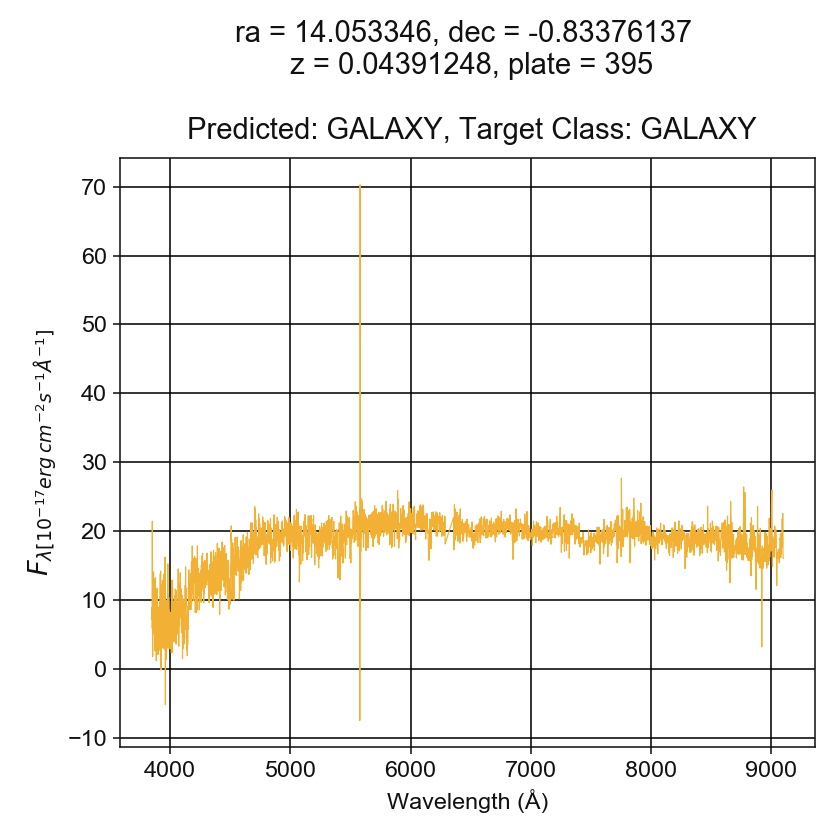 ra = 14.053346, dec = -0.83376137
z = 0.04391248, plate = 395
Predicted: GALAXY, Target Class: GALAXY
70
60
50
40
30
20
10
0
−10
F_{λ[10^{−17}erg cm^{−2}s^{−1}Å^{−1}]}
4000 5000 6000 7000 8000 9000
Wavelength (Å)